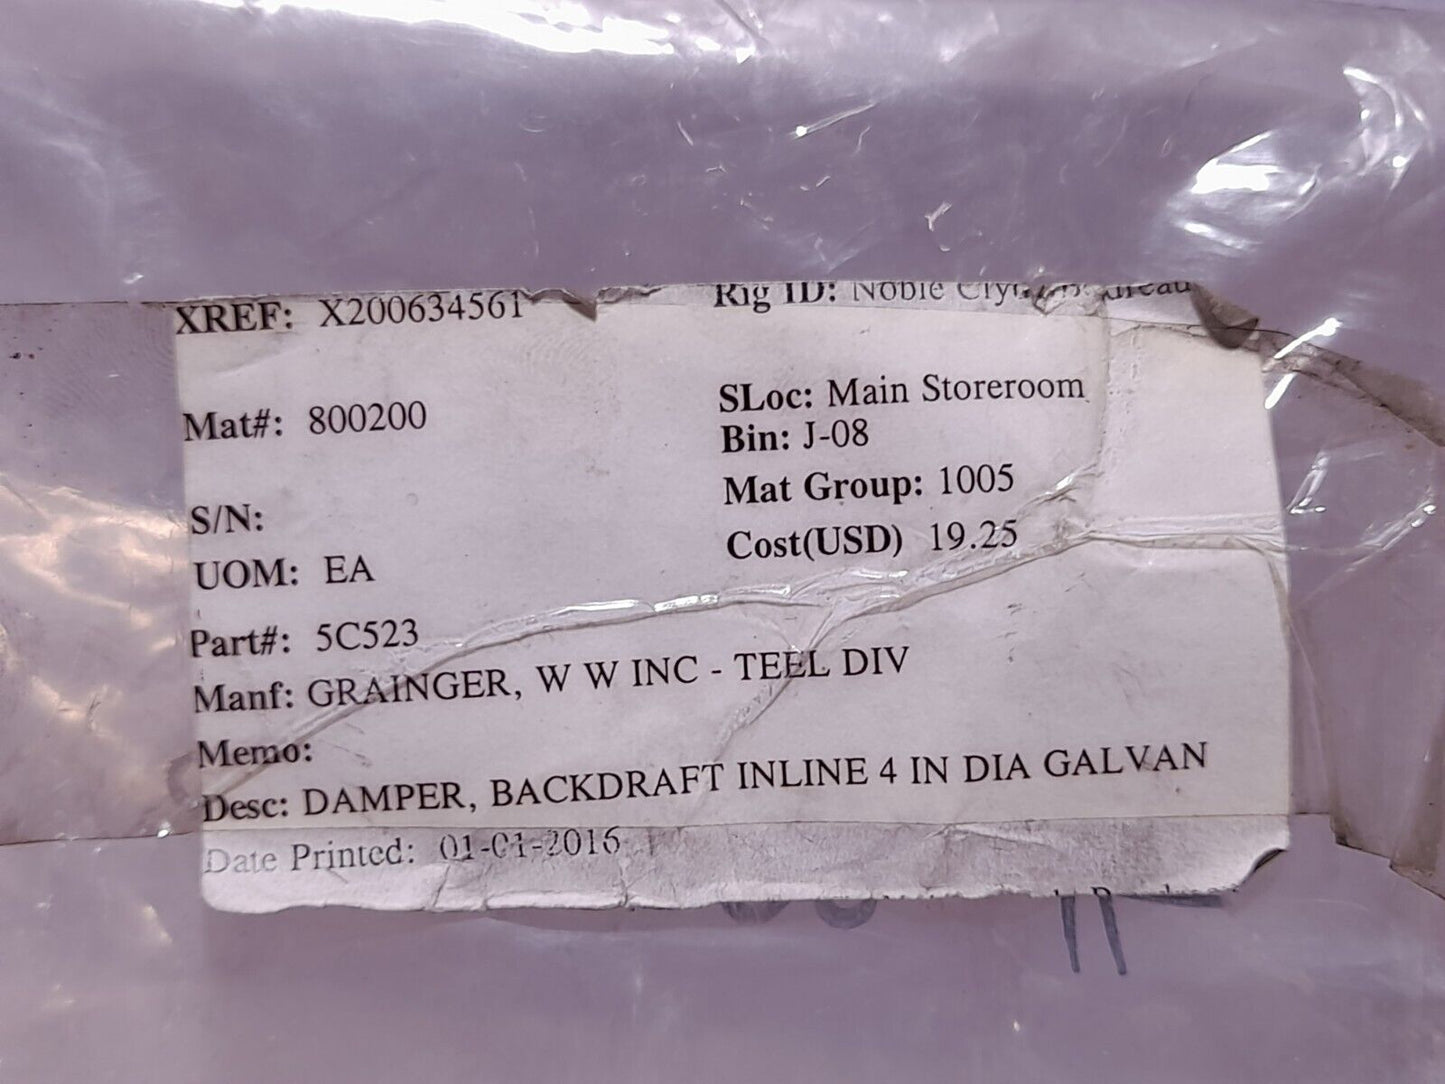 XREF: X200634561
Rig ID: Noble
Mat#: 800200
SLoc: Main Storeroom
Bin: J-08
Mat Group: 1005
S/N:
Cost(USD) 19.25
UOM: EA
Part#: 5C523
Manf: GRAINGER, W W INC - TEEL DIV
Memo:
Desc: DAMPER, BACKDRAFT INLINE 4 IN DIA GALVAN
Date Printed: 01-01-2016